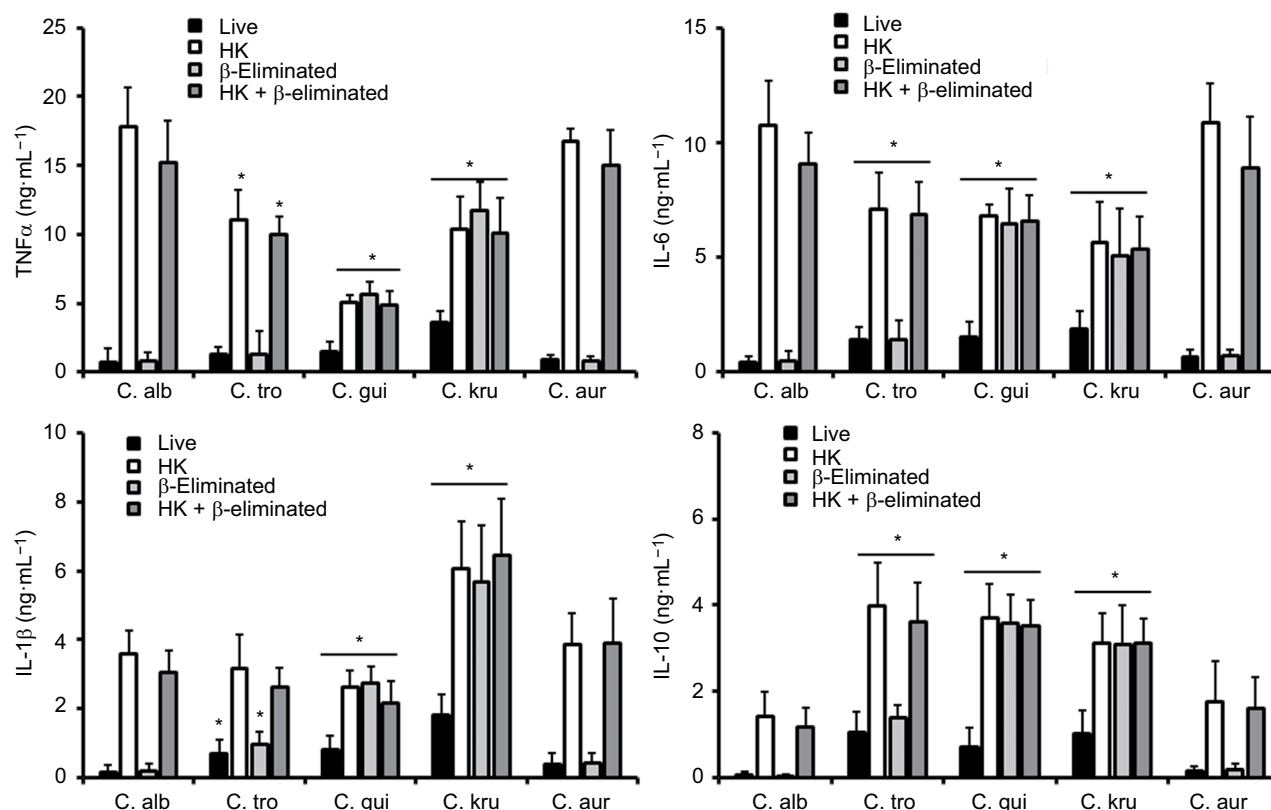 25
20
15
10
5
0
TNFα (ng·mL⁻¹)
Live
HK
β-Eliminated
HK + β-eliminated
*
*
*
*
C. alb
C. tro
C. gui
C. kru
C. aur
15
10
5
0
IL-6 (ng·mL⁻¹)
Live
HK
β-Eliminated
HK + β-eliminated
*
*
*
C. alb
C. tro
C. gui
C. kru
C. aur
10
8
6
4
2
0
IL-1β (ng·mL⁻¹)
Live
HK
β-Eliminated
HK + β-eliminated
*
*
*
*
C. alb
C. tro
C. gui
C. kru
C. aur
8
6
4
2
0
IL-10 (ng·mL⁻¹)
Live
HK
β-Eliminated
HK + β-eliminated
*
*
*
C. alb
C. tro
C. gui
C. kru
C. aur